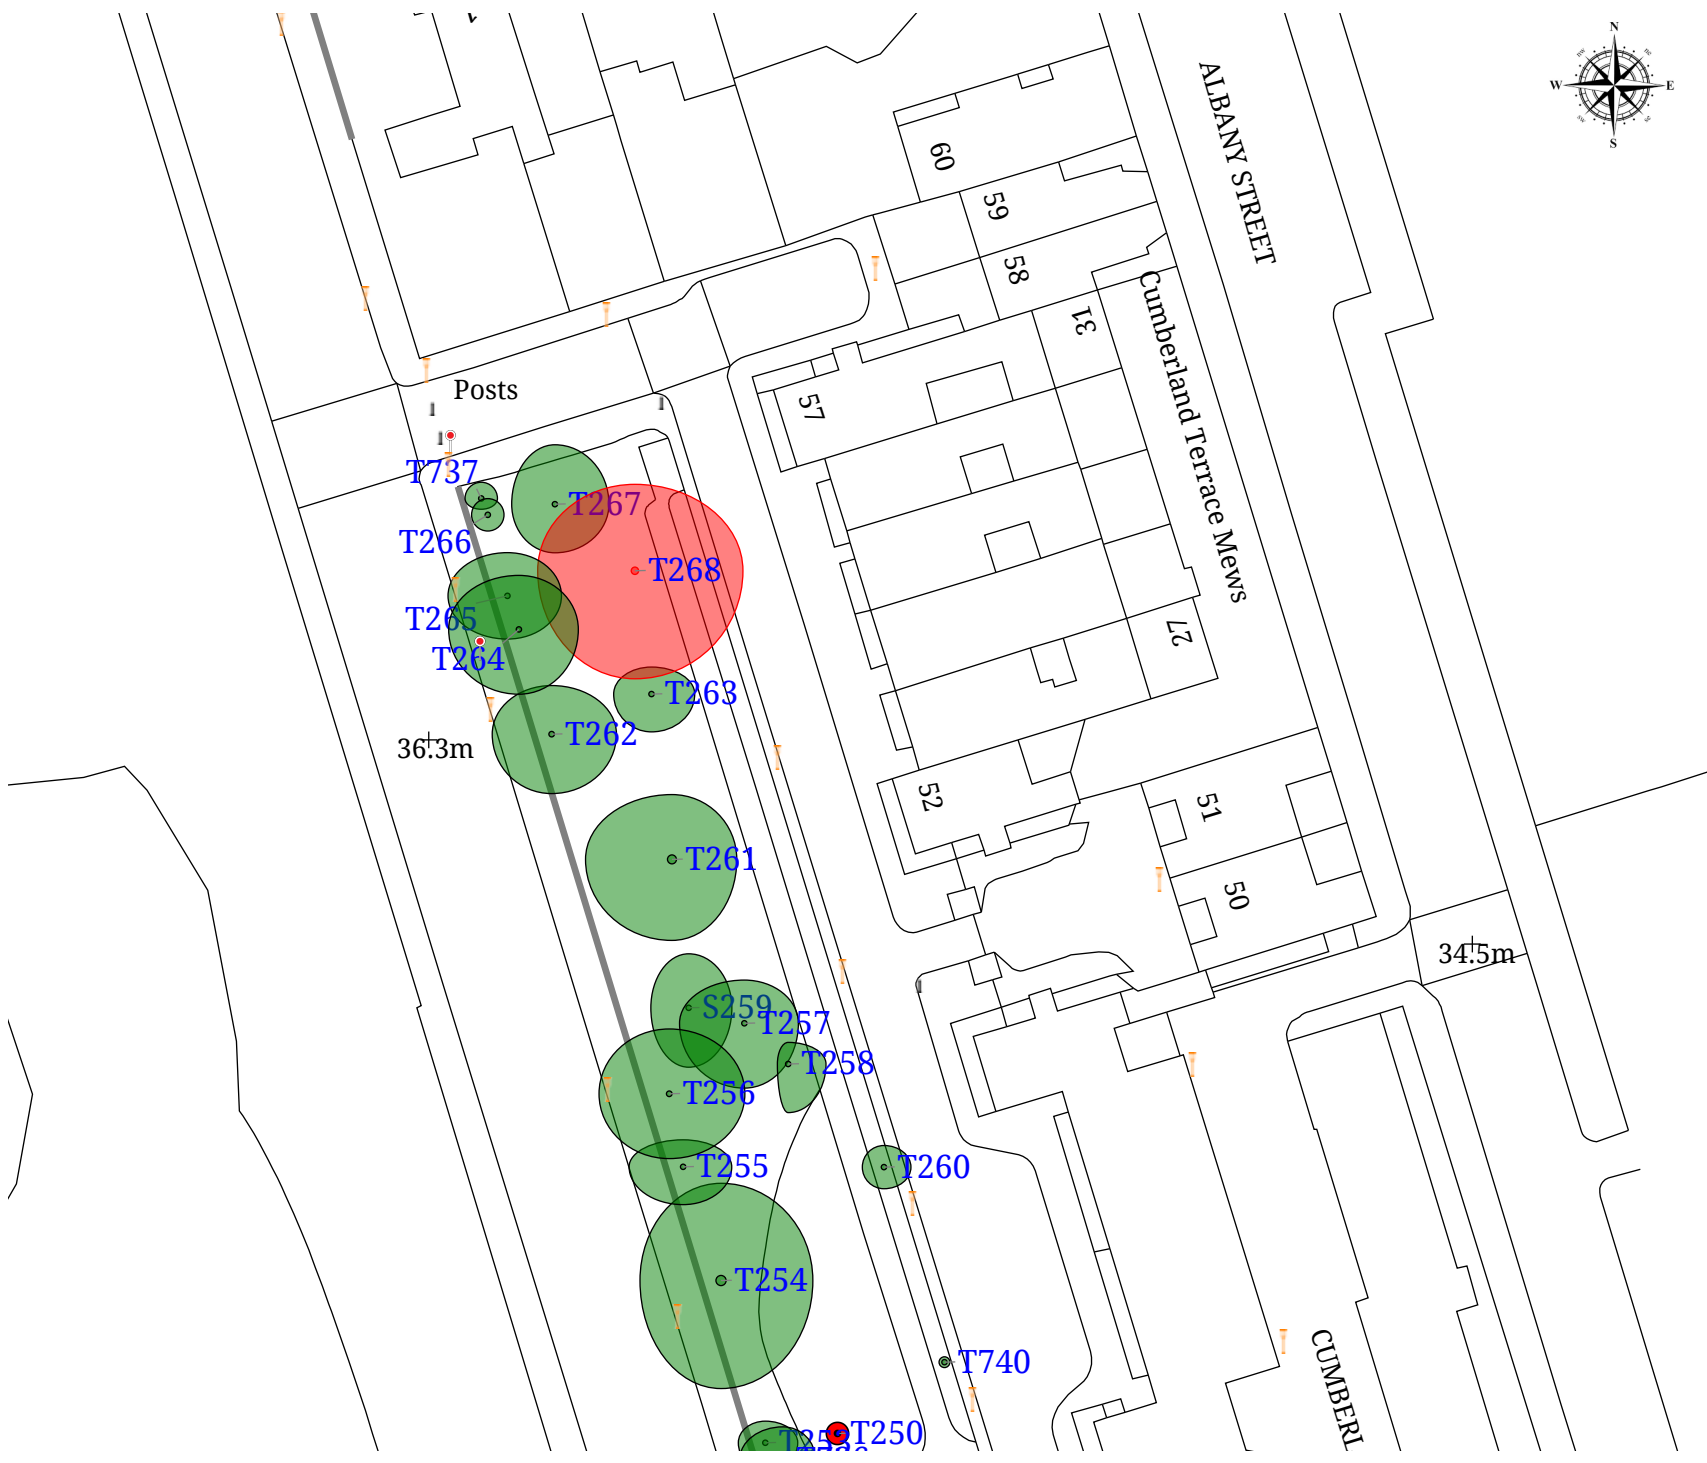 N
W
E
S
ALBANY STREET
60
59
58
31
Cumberland Terrace Mews
57
Posts
T737
T267
T266
T268
T265
T264
27
T263
T262
36.3m
52
51
T261
50
34.5m
S259
T257
T258
T256
T255
T260
T254
T740
CUMBERL
T250